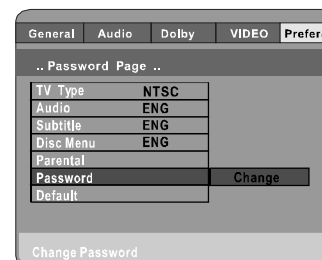 General Audio Dolby VIDEO Prefer
.. Password Page ..
TV Type NTSC
Audio ENG
Subtitle ENG
Disc Menu ENG
Parental
Password Change
Default
Change Password